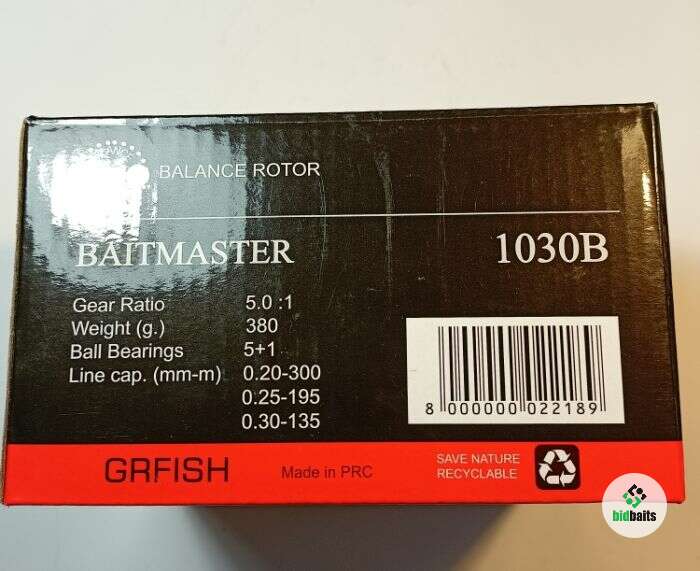 BALANCE ROTOR
BAITMASTER 1030B
Gear Ratio 5.0 :1
Weight (g.) 380
Ball Bearings 5+1
Line cap. (mm-m) 0.20-300
0.25-195
0.30-135
8 000000 022189
GRFISH Made in PRC SAVE NATURE
RECYCLABLE
bidbaits